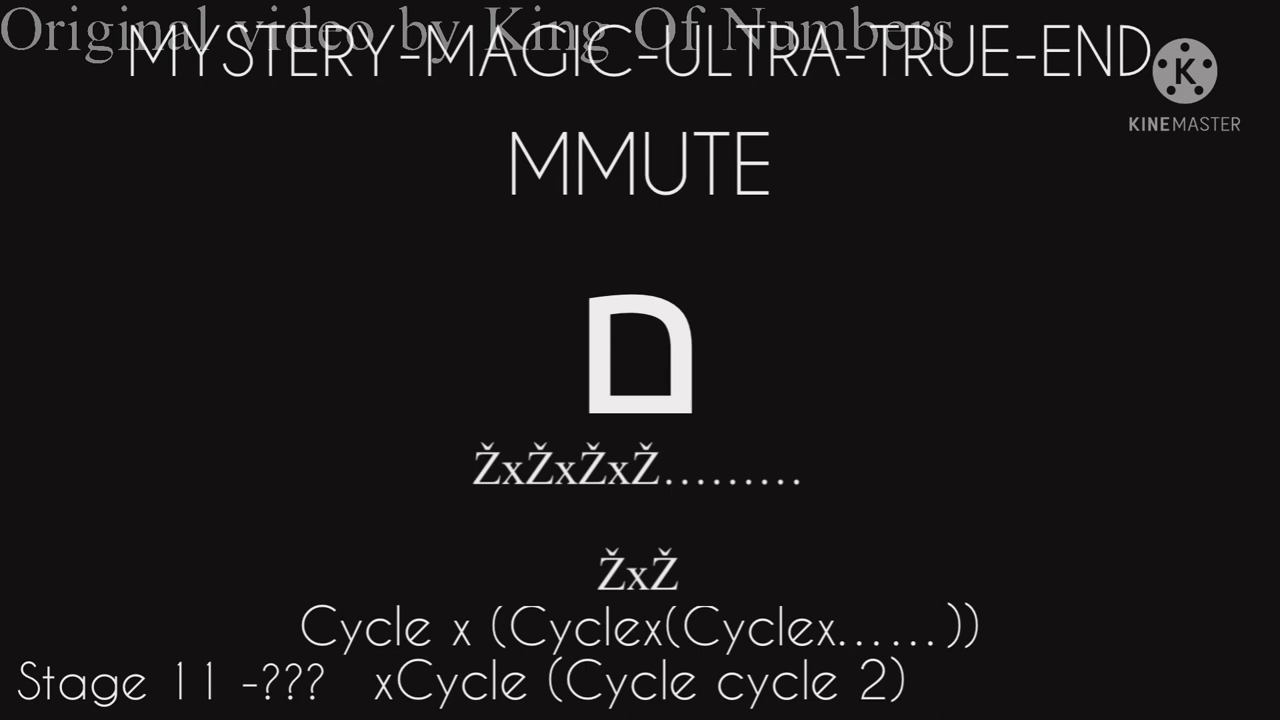 Original video by King Of Numbers
MYSTERY-MAGIC-ULTRA-TRUE-END
KINEMASTER
MMUTE
ם
ŽxŽxŽxŽ.........
ŽxŽ
Cycle x (Cyclex(Cyclex......))
Stage 11 -??? xCycle (Cycle cycle 2)